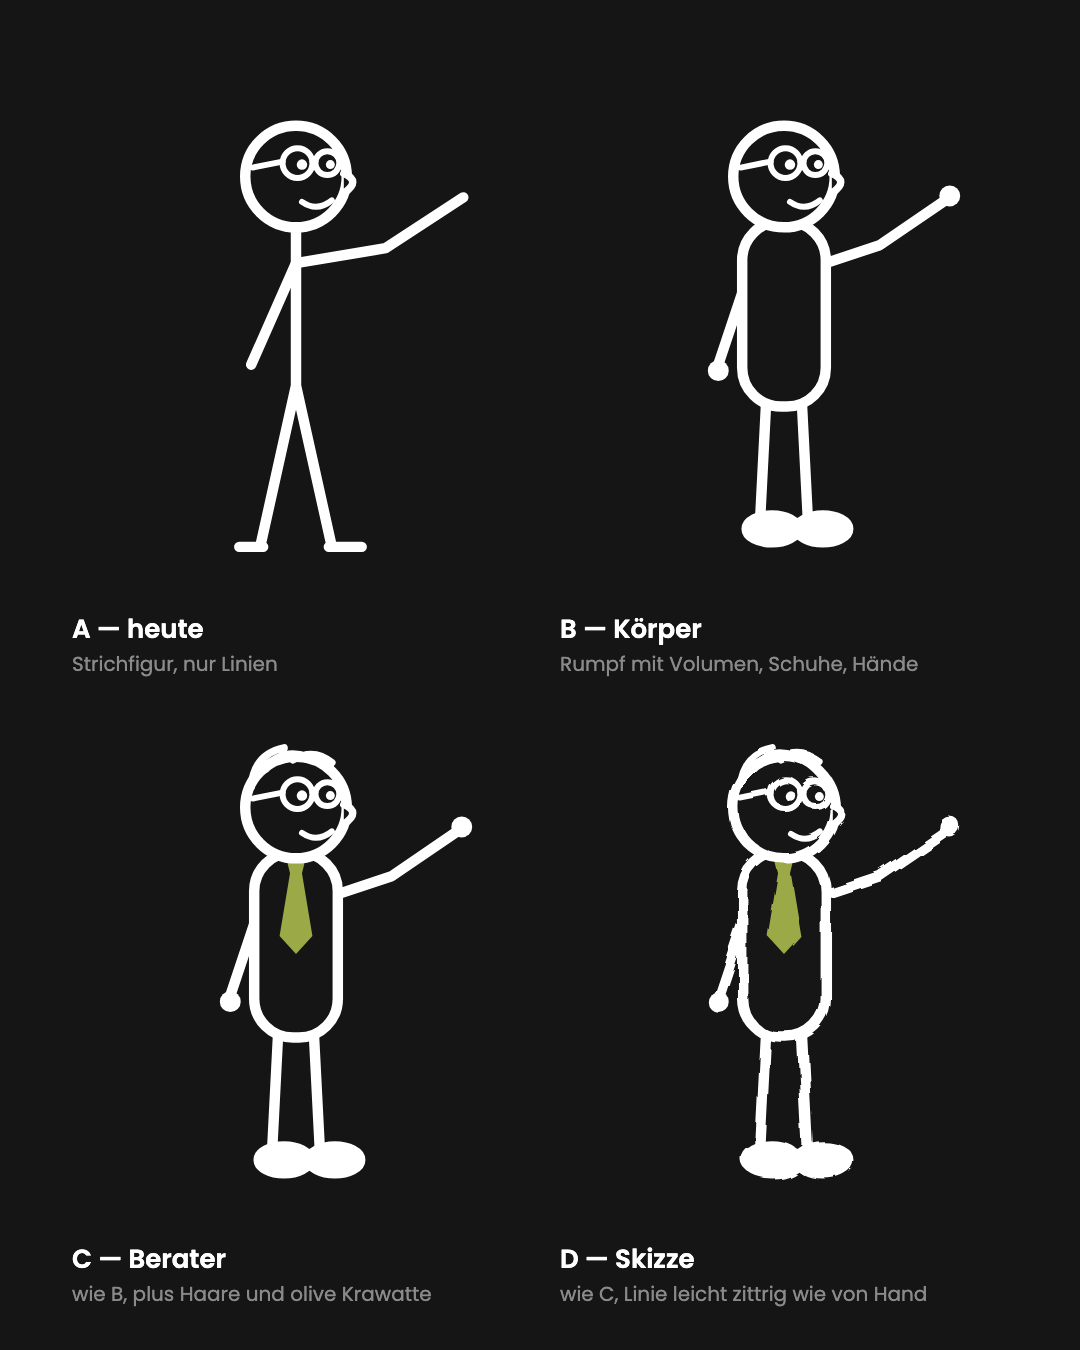 A — heute
Strichfigur, nur Linien
B — Körper
Rumpf mit Volumen, Schuhe, Hände
C — Berater
wie B, plus Haare und olive Krawatte
D — Skizze
wie C, Linie leicht zittrig wie von Hand